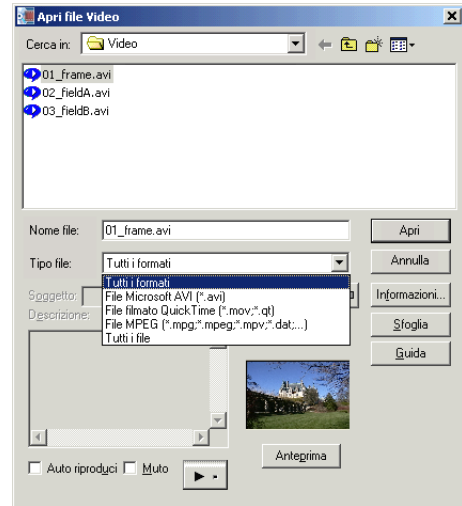 Apri file Video
Cerca in: Video
01_frame.avi
02_fieldA.avi
03_fieldB.avi
Nome file: 01_frame.avi Apri
Tipo file: Tutti i formati Annulla
Tutti i formati
File Microsoft AVI (*.avi)
File filmato QuickTime (*.mov;*.qt)
File MPEG (*.mpg;*.mpeg;*.mpv;*.dat;...)
Tutti i file
Soggetto: Informazioni...
Descrizione:
Sfoglia
Guida
Anteprima
Auto riproduci Muto